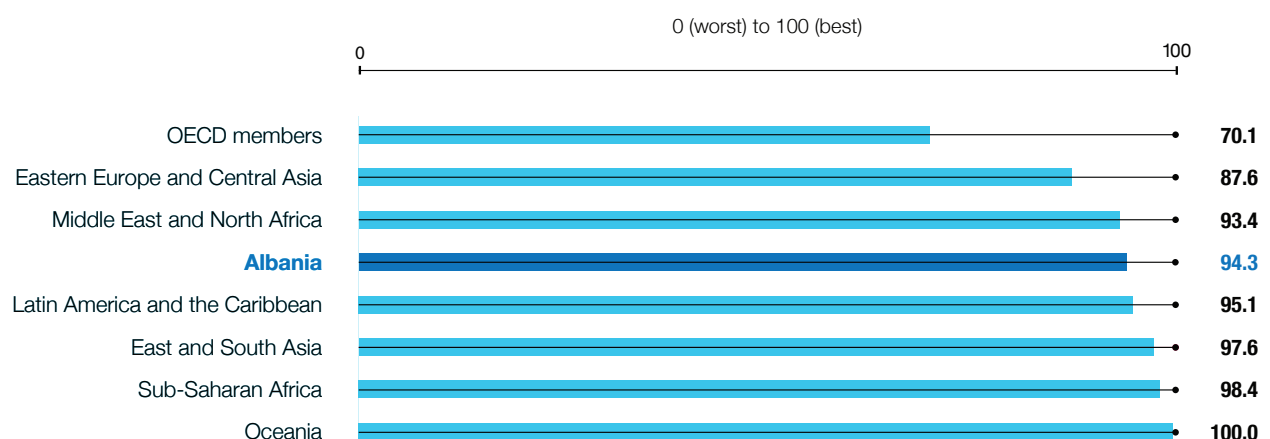 0 (worst) to 100 (best)
0 100
OECD members 70.1
Eastern Europe and Central Asia 87.6
Middle East and North Africa 93.4
Albania 94.3
Latin America and the Caribbean 95.1
East and South Asia 97.6
Sub-Saharan Africa 98.4
Oceania 100.0